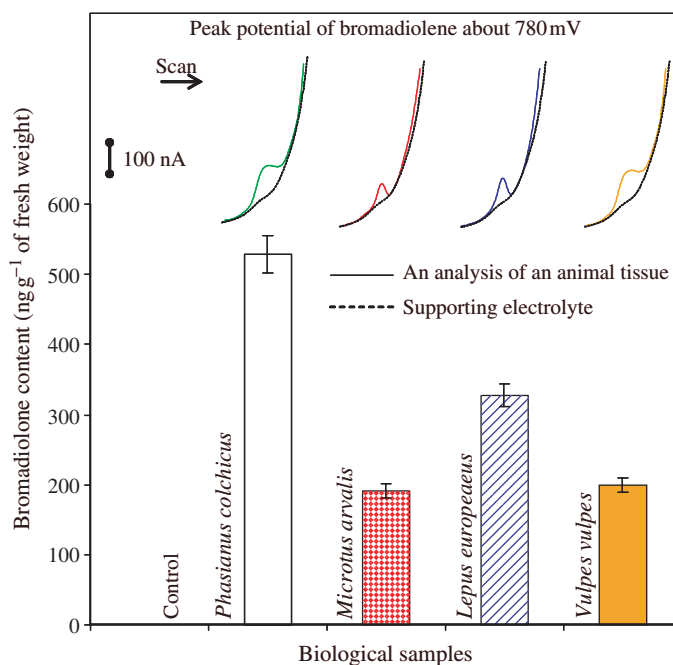 Peak potential of bromadiolene about 780 mV
Scan
100 nA
Bromadiolone content (ng g⁻¹ of fresh weight)
600
500
400
300
200
100
0
An analysis of an animal tissue
Supporting electrolyte
Control
Phasianus colchicus
Microtus arvalis
Lepus europeaeus
Vulpes vulpes
Biological samples